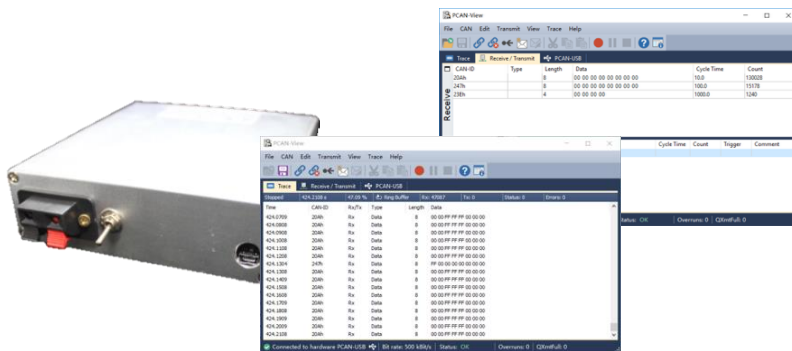 PCAN-View
File CAN Edit Transmit View Trace Help
Trace Receive / Transmit PCAN-USB
CAN-ID Type Length Data Cycle Time Count
20Ah 8 00 00 00 00 00 00 00 00 10.0 130028
247h 8 00 00 00 00 00 00 00 00 100.0 15178
23Eh 4 00 00 00 00 1000.0 1240
Receive
Cycle Time Count Trigger Comment
Status: OK Overruns: 0 QXmtFull: 0
PCAN-View
File CAN Edit Transmit View Trace Help
Trace Receive / Transmit PCAN-USB
Stopped 424.2108 s 47.09 % Ring Buffer Rx: 47087 Tx: 0 Status: 0 Errors: 0
Time CAN-ID Rx/Tx Type Length Data
424.0709 20Ah Rx Data 8 00 00 FF FF FF 00 00 00
424.0808 20Ah Rx Data 8 00 00 FF FF FF 00 00 00
424.0908 20Ah Rx Data 8 00 00 FF FF FF 00 00 00
424.1008 20Ah Rx Data 8 00 00 FF FF FF 00 00 00
424.1108 20Ah Rx Data 8 00 00 FF FF FF 00 00 00
424.1208 20Ah Rx Data 8 00 00 FF FF FF 00 00 00
424.1304 247h Rx Data 8 FF 00 00 00 00 00 00 00
424.1308 20Ah Rx Data 8 00 00 FF FF FF 00 00 00
424.1409 20Ah Rx Data 8 00 00 FF FF FF 00 00 00
424.1508 20Ah Rx Data 8 00 00 FF FF FF 00 00 00
424.1608 20Ah Rx Data 8 00 00 FF FF FF 00 00 00
424.1709 20Ah Rx Data 8 00 00 FF FF FF 00 00 00
424.1808 20Ah Rx Data 8 00 00 FF FF FF 00 00 00
424.1909 20Ah Rx Data 8 00 00 FF FF FF 00 00 00
424.2009 20Ah Rx Data 8 00 00 FF FF FF 00 00 00
424.2108 20Ah Rx Data 8 00 00 FF FF FF 00 00 00
Connected to hardware PCAN-USB Bit rate: 500 kBit/s Status: OK Overruns: 0 QXmtFull: 0